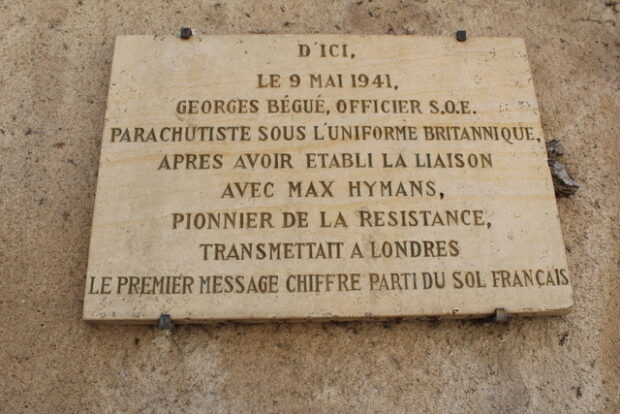 D'ICI,
LE 9 MAI 1941,
GEORGES BÉGUÉ, OFFICIER S.O.E.
PARACHUTISTE SOUS L'UNIFORME BRITANNIQUE,
APRES AVOIR ETABLI LA LIAISON
AVEC MAX HYMANS,
PIONNIER DE LA RESISTANCE,
TRANSMETTAIT A LONDRES
LE PREMIER MESSAGE CHIFFRE PARTI DU SOL FRANÇAIS